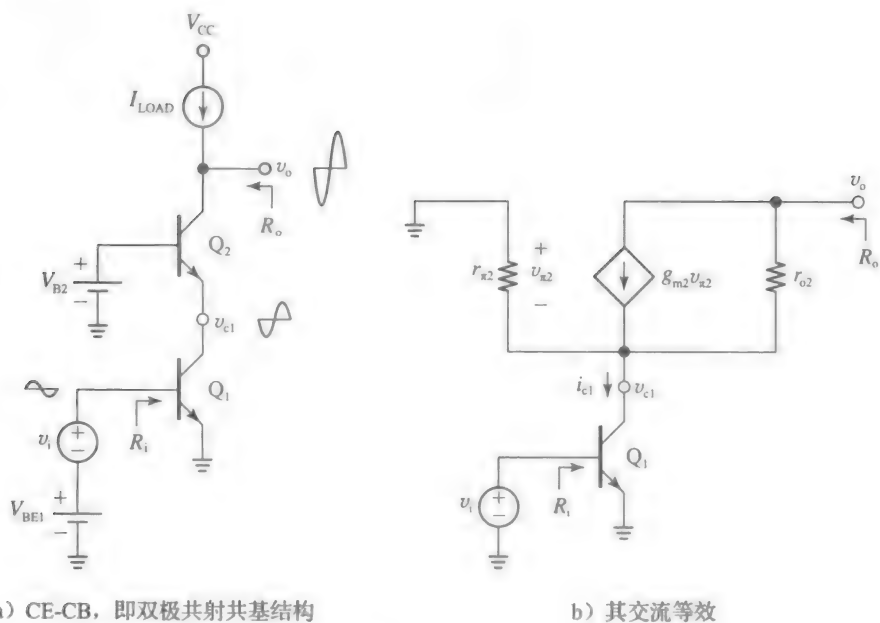 V_CC
I_LOAD
v_o
R_o
Q_2
+
V_B2
−
v_c1
Q_1
R_i
+
−
v_i
+
V_BE1
−
v_o
R_o
r_π2
+
v_π2
−
g_m2v_π2
r_o2
i_c1
v_c1
Q_1
R_i
+
−
v_i
a）CE-CB，即双极共射共基结构
b）其交流等效